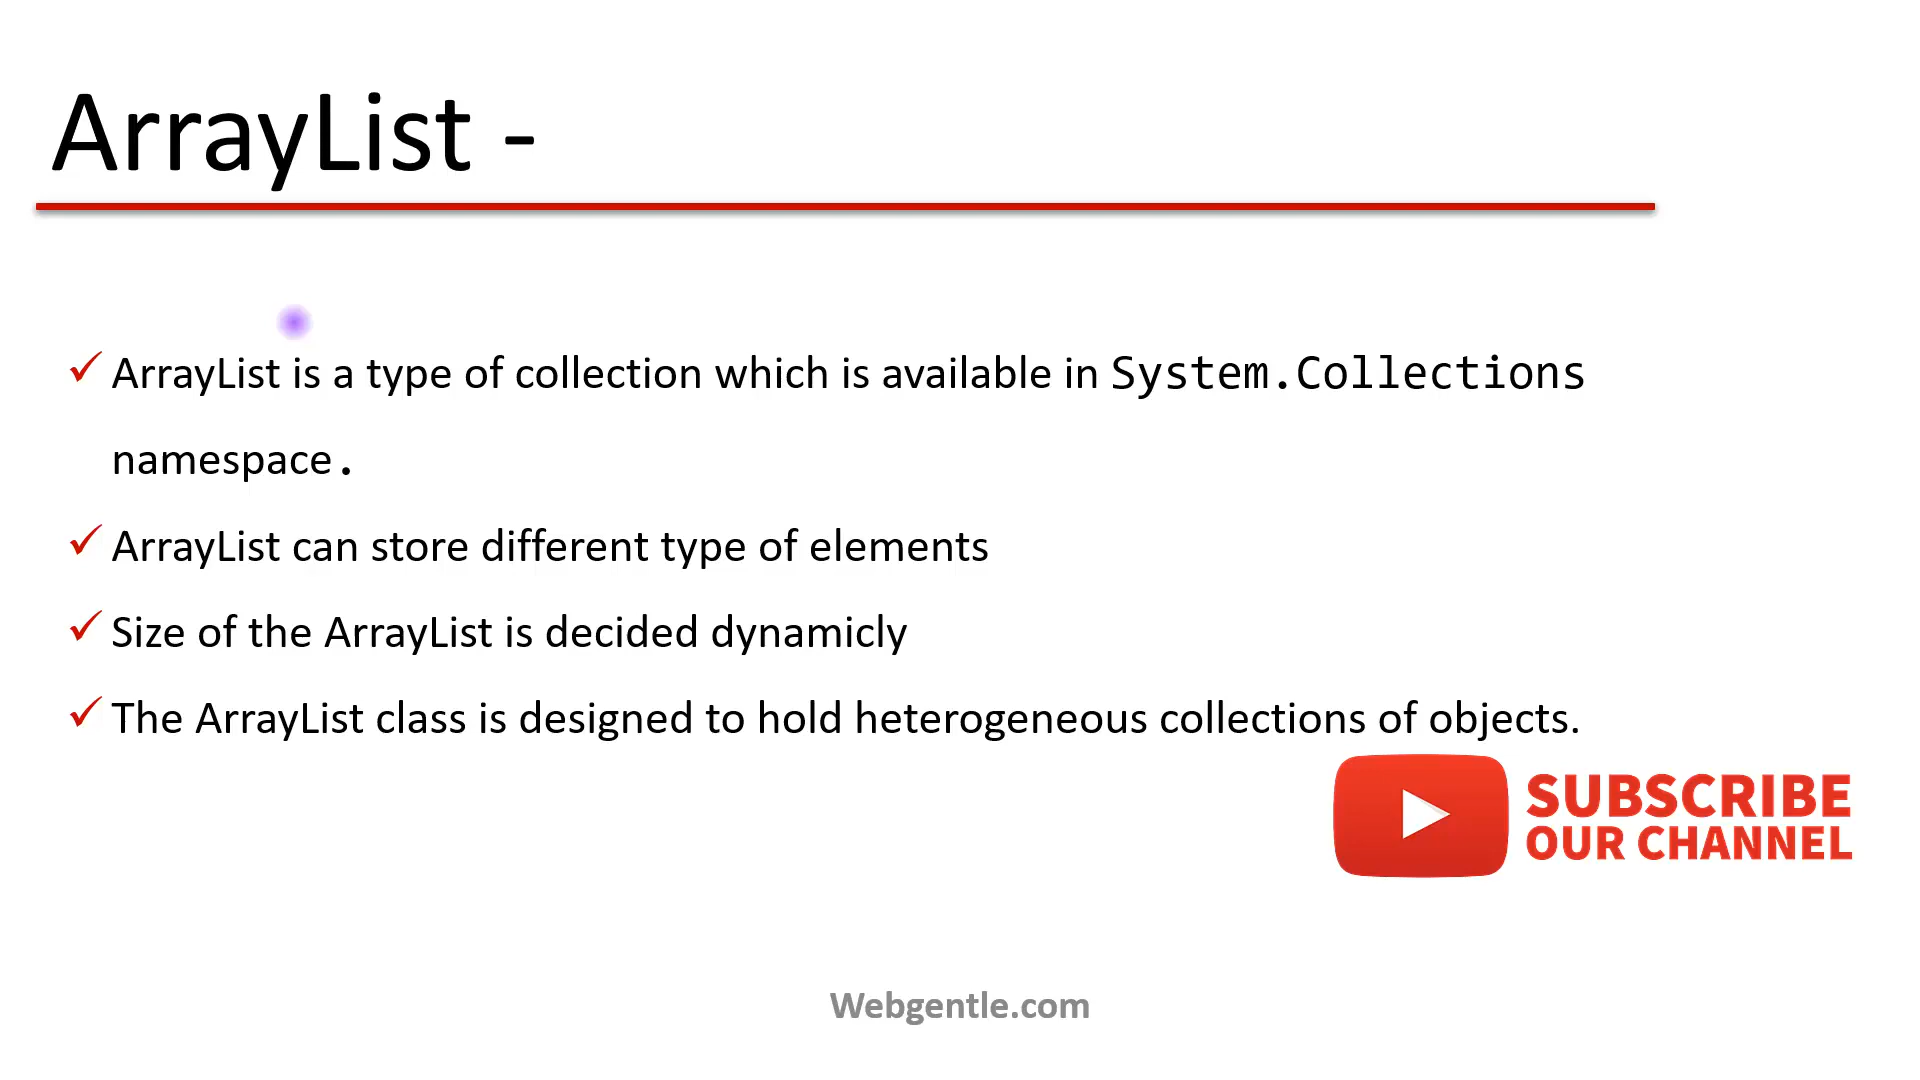 ArrayList -
ArrayList is a type of collection which is available in System.Collections
namespace.
ArrayList can store different type of elements
Size of the ArrayList is decided dynamicly
The ArrayList class is designed to hold heterogeneous collections of objects.
SUBSCRIBE
OUR CHANNEL
Webgentle.com